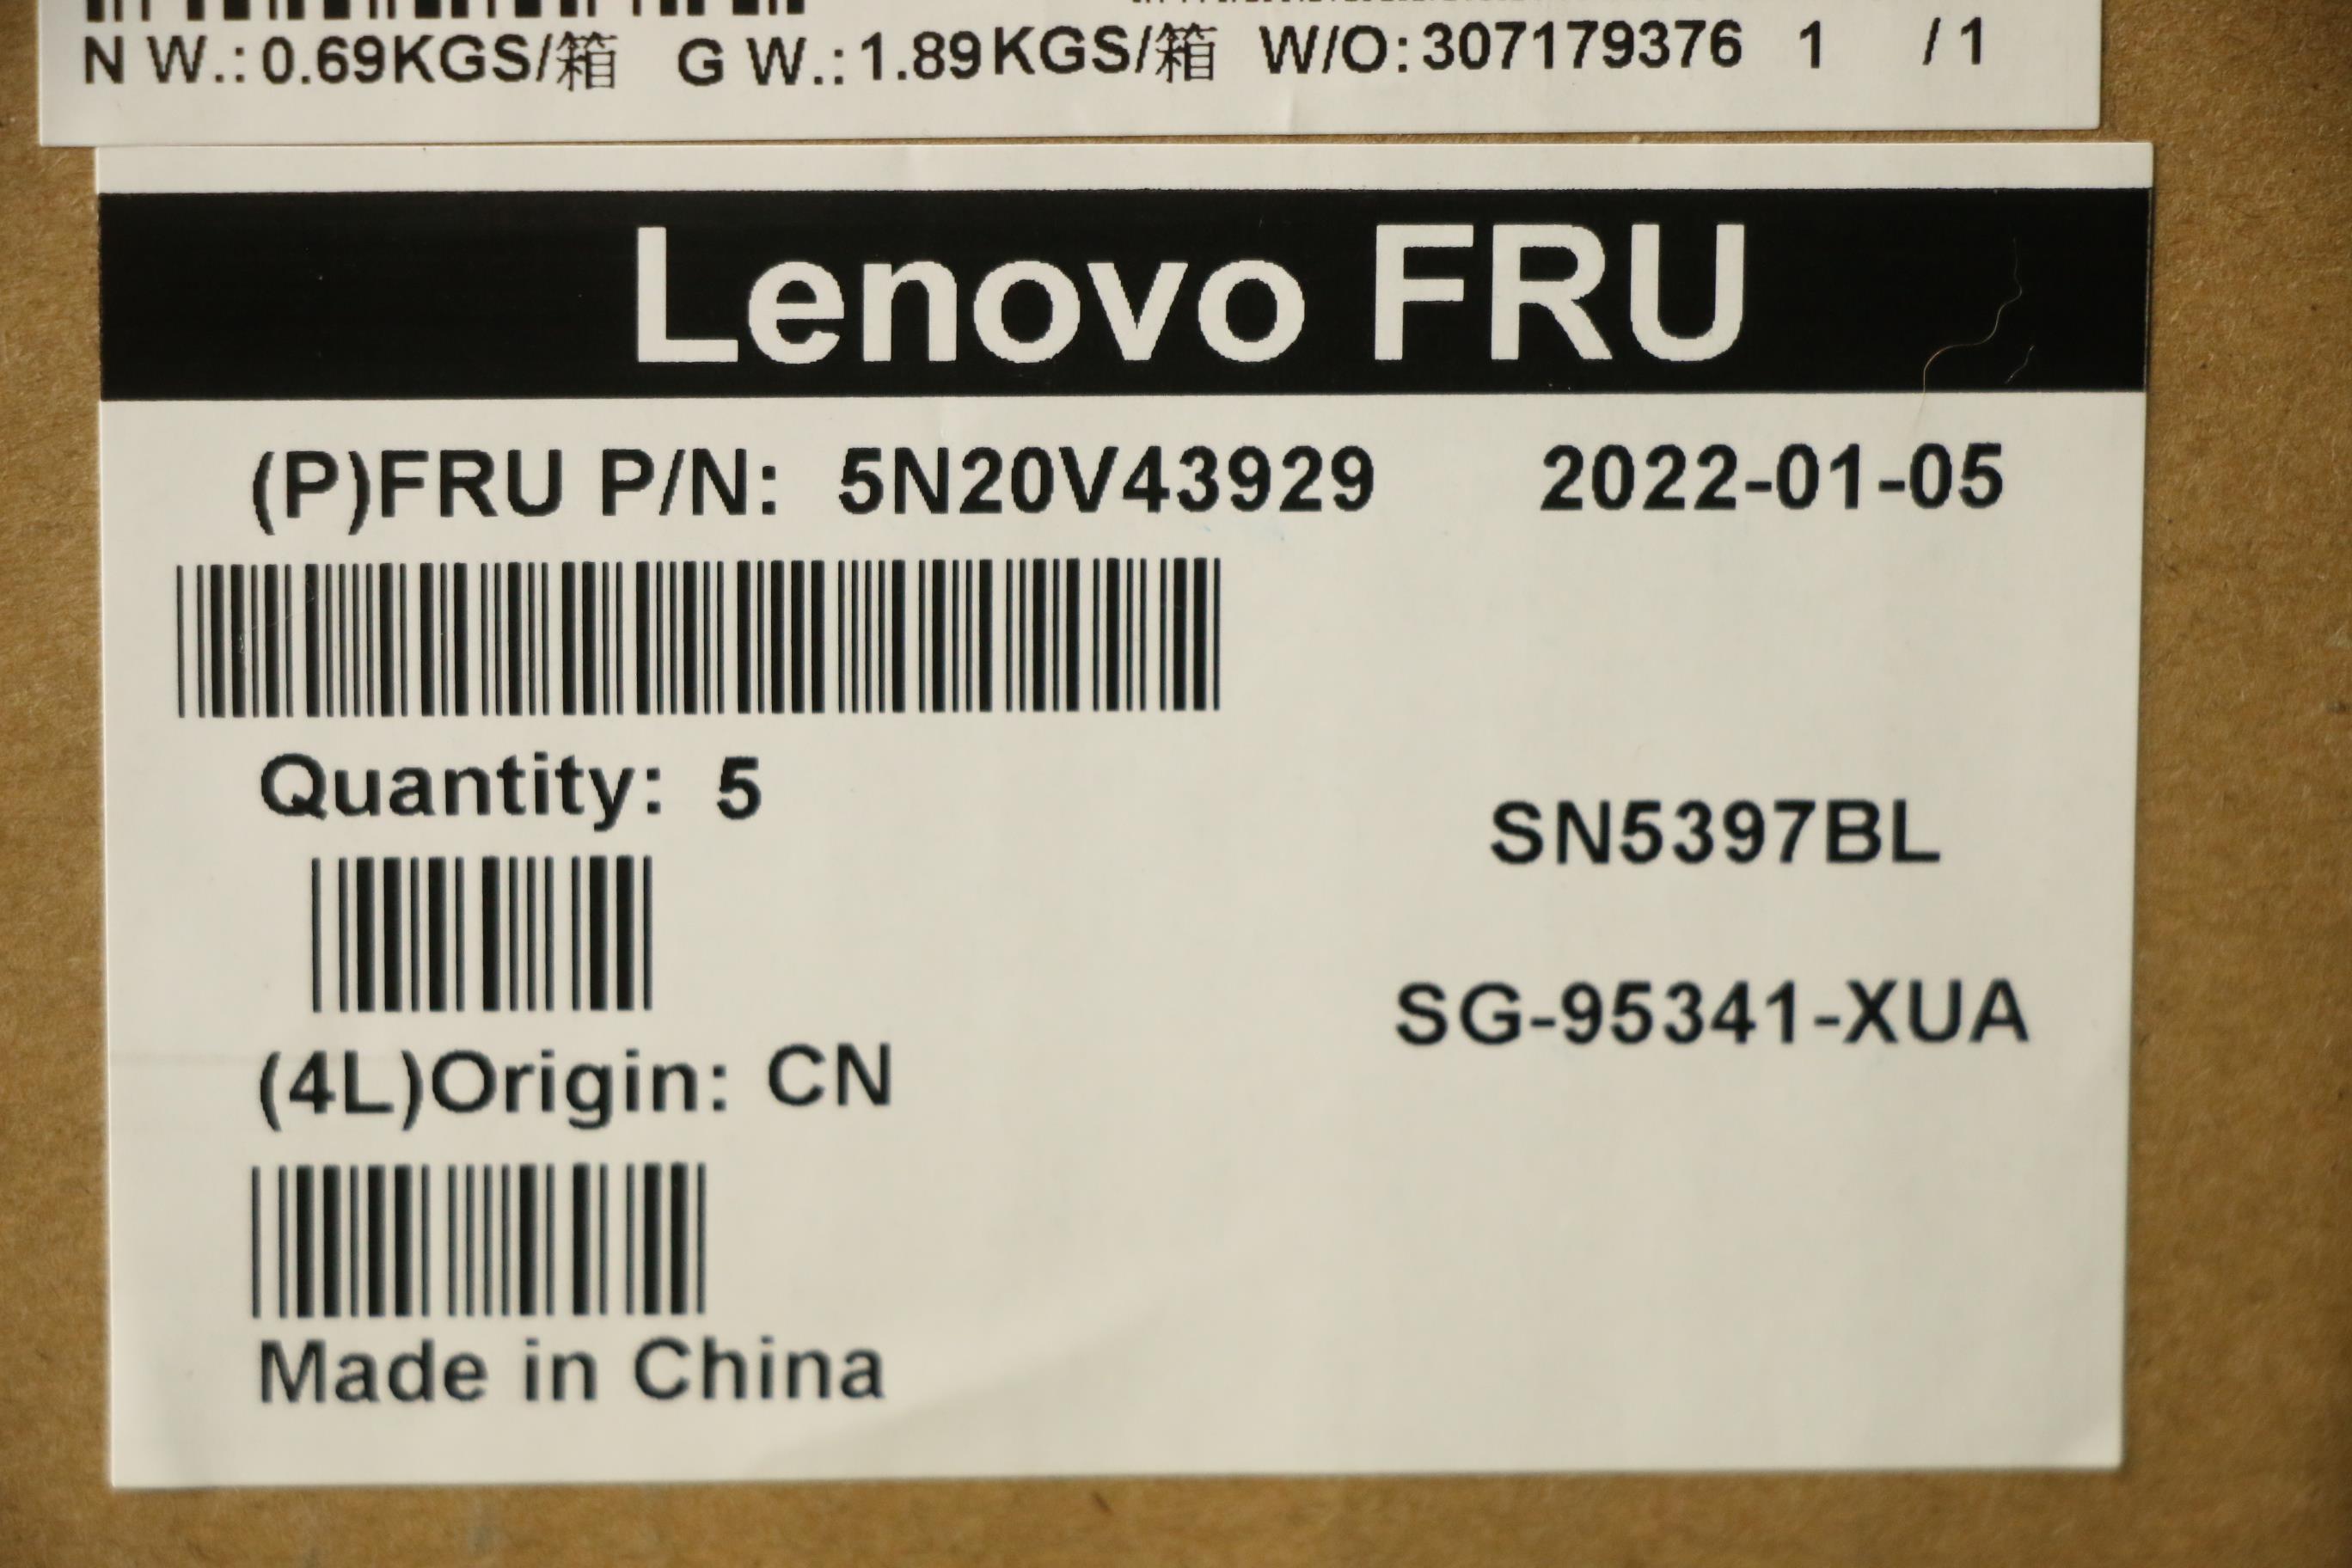 N W.:0.69KGS/箱 G W.:1.89KGS/箱 W/O:307179376 1 /1
Lenovo FRU
(P)FRU P/N: 5N20V43929 2022-01-05
Quantity: 5
SN5397BL
SG-95341-XUA
(4L)Origin: CN
Made in China